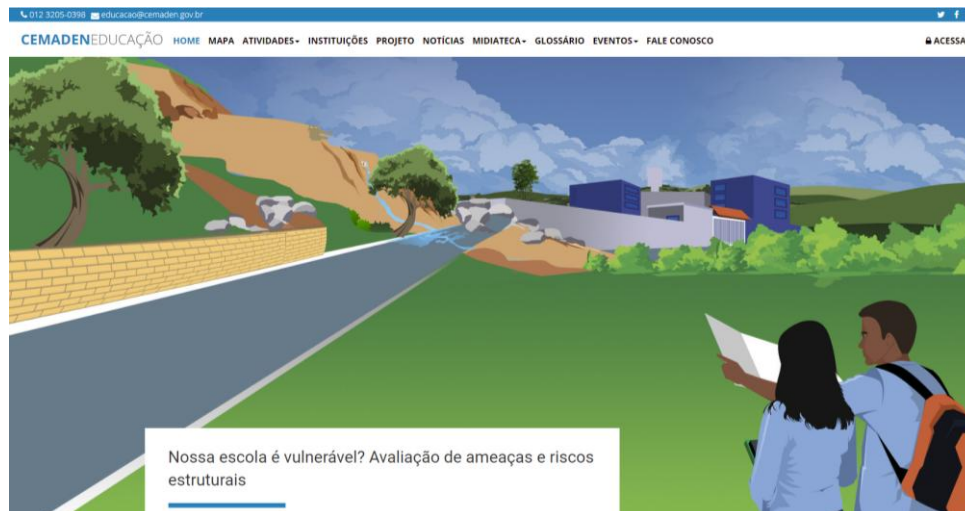 012 3205-0398 educacao@cemaden.gov.br
CEMADENEDUCAÇÃO HOME MAPA ATIVIDADES INSTITUIÇÕES PROJETO NOTÍCIAS MIDIATECA GLOSSÁRIO EVENTOS FALE CONOSCO ACESSA
Nossa escola é vulnerável? Avaliação de ameaças e riscos
estruturais